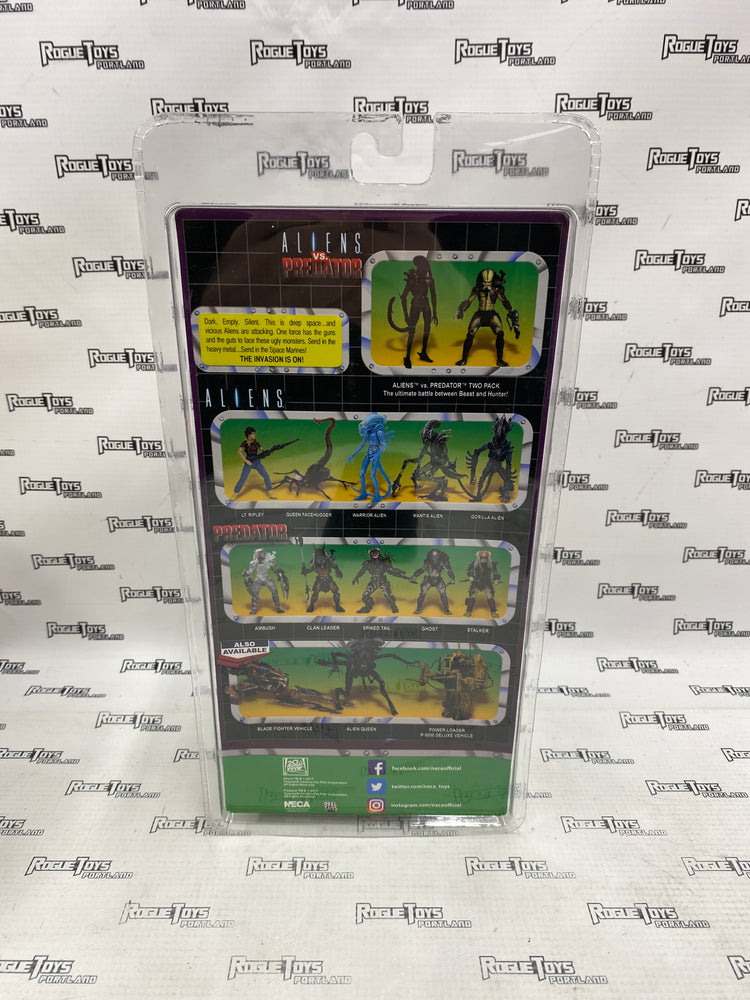 ROGUE TOYS
PORTLAND
ALIENS
VS.
PREDATOR
Dark. Empty. Silent. This is deep space...and
vicious Aliens are attacking. One force has the guns
and the guts to face these ugly monsters. Send in the
heavy metal...Send in the Space Marines!
THE INVASION IS ON!
ALIENS™ vs. PREDATOR™ TWO PACK
The ultimate battle between Beast and Hunter!
ALIENS
LT RIPLEY
QUEEN FACEHUGGER
WARRIOR ALIEN
MANTIS ALIEN
GORILLA ALIEN
PREDATOR
AMBUSH
CLAN LEADER
SPIKED TAIL
GHOST
STALKER
ALSO
AVAILABLE
BLADE FIGHTER VEHICLE
ALIEN QUEEN
POWER LOADER
P-5000 DELUXE VEHICLE
facebook.com/necaofficial
twitter.com/neca_toys
instagram.com/necaofficial
NECA
REEL
TOYS